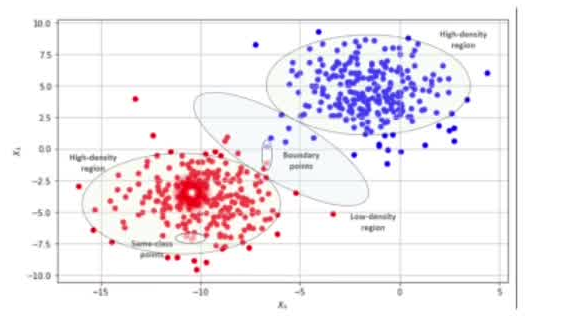 10.0
7.5
5.0
2.5
0.0
−2.5
−5.0
−7.5
−10.0
−15
−10
−5
0
5
X₁
High-density
region
High-density
region
Boundary
points
Low-density
region
Same-class
points